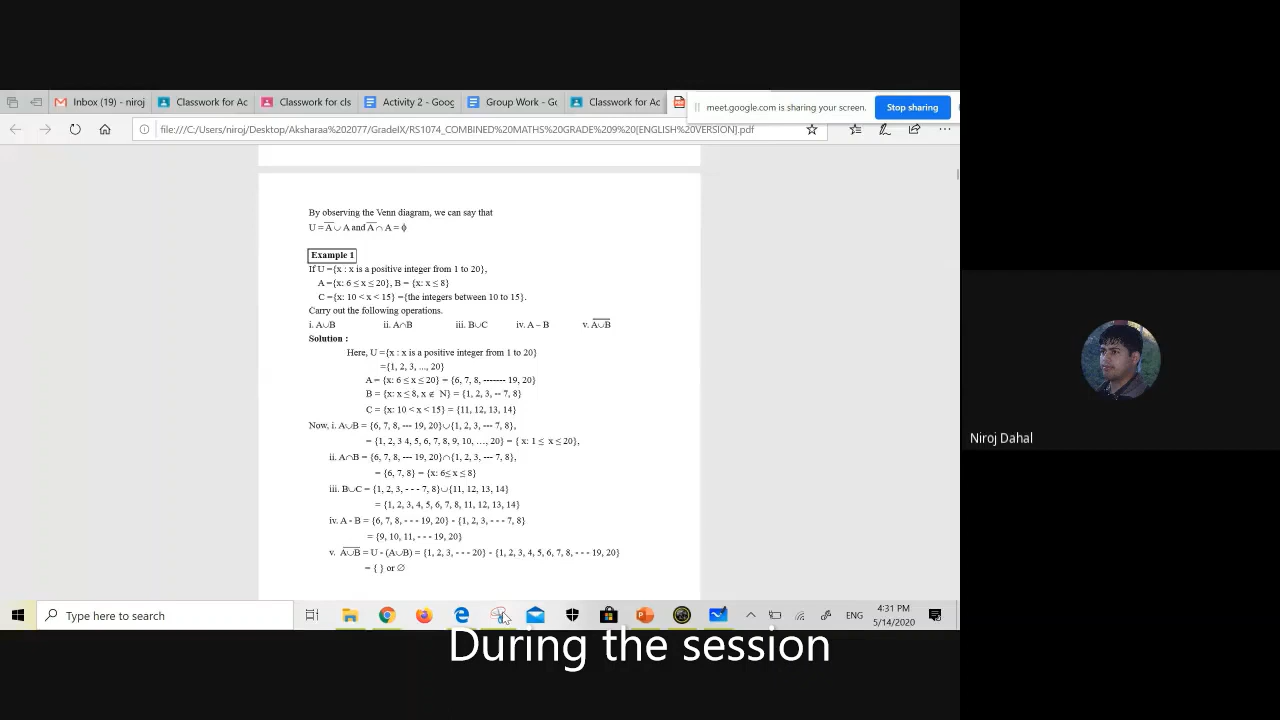 Inbox (19) - niroj
Classwork for Ac
Classwork for cls
Activity 2 - Goog
Group Work - Go
Classwork for Ac
meet.google.com is sharing your screen.
Stop sharing
file:///C:/Users/niroj/Desktop/Aksharaa%202077/GradeIX/RS1074_COMBINED%20MATHS%20GRADE%209%20[ENGLISH%20VERSION].pdf
By observing the Venn diagram, we can say that
U = A̅ ∪ A and A̅ ∩ A = ϕ
Example 1
If U ={x : x is a positive integer from 1 to 20},
A = {x: 6 ≤ x ≤ 20}, B = {x: x ≤ 8}
C = {x: 10 < x < 15} ={the integers between 10 to 15}.
Carry out the following operations.
i. A∪B ii. A∩B iii. B∪C iv. A – B v. A̅∪̅B̅
Solution :
Here, U ={x : x is a positive integer from 1 to 20}
={1, 2, 3, ..., 20}
A = {x: 6 ≤ x ≤ 20} = {6, 7, 8, ------- 19, 20}
B = {x: x ≤ 8, x ∉ N} = {1, 2, 3, -- 7, 8}
C = {x: 10 < x < 15} = {11, 12, 13, 14}
Now, i. A∪B = {6, 7, 8, --- 19, 20}∪{1, 2, 3, --- 7, 8},
= {1, 2, 3 4, 5, 6, 7, 8, 9, 10, …, 20} = { x: 1 ≤ x ≤ 20},
ii. A∩B = {6, 7, 8, --- 19, 20}∩{1, 2, 3, --- 7, 8},
= {6, 7, 8} = {x: 6≤ x ≤ 8}
iii. B∪C = {1, 2, 3, - - - 7, 8}∪{11, 12, 13, 14}
= {1, 2, 3, 4, 5, 6, 7, 8, 11, 12, 13, 14}
iv. A - B = {6, 7, 8, - - - 19, 20} - {1, 2, 3, - - - 7, 8}
= {9, 10, 11, - - - 19, 20}
v. A̅∪̅B̅ = U - (A∪B) = {1, 2, 3, - - - 20} - {1, 2, 3, 4, 5, 6, 7, 8, - - - 19, 20}
= { } or ∅
Niroj Dahal
Type here to search
ENG
4:31 PM
5/14/2020
During the session